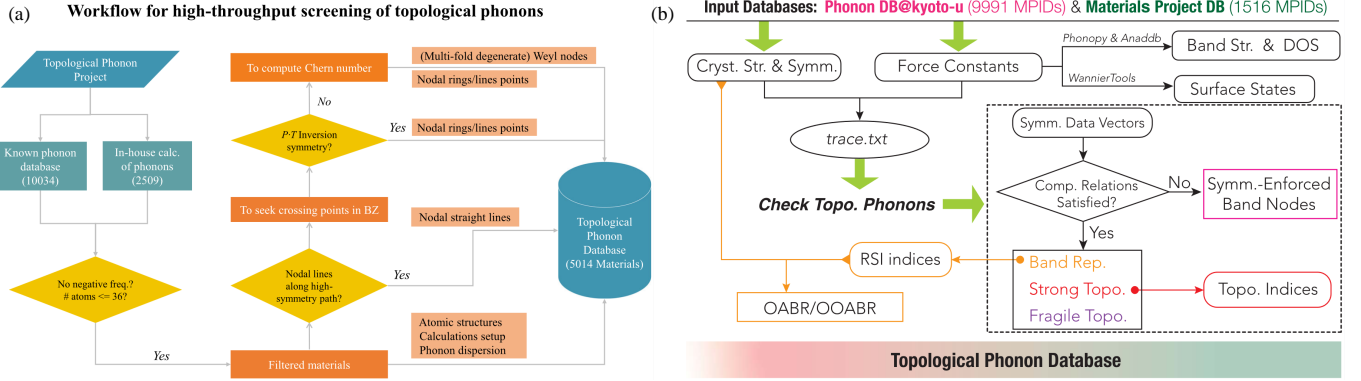 (a)
Workflow for high-throughput screening of topological phonons
Topological Phonon
Project
Known phonon
database
(10034)
In-house calc.
of phonons
(2509)
No negative freq.?
# atoms <= 36?
Yes
Filtered materials
Atomic structures
Calculations setup
Phonon dispersion
Nodal lines
along high-
symmetry path?
Yes
Nodal straight lines
To seek crossing points in BZ
P·T Inversion
symmetry?
Yes
Nodal rings/lines points
No
To compute Chern number
(Multi-fold degenerate) Weyl nodes
Nodal rings/lines points
Topological
Phonon
Database
(5014 Materials)
(b)
Input Databases: Phonon DB@kyoto-u (9991 MPIDs) & Materials Project DB (1516 MPIDs)
Cryst. Str. & Symm.
Force Constants
Phonopy & Anaddb
Band Str. & DOS
WannierTools
Surface States
trace.txt
Check Topo. Phonons
Symm. Data Vectors
Comp. Relations
Satisfied?
No
Symm.-Enforced
Band Nodes
Yes
Band Rep.
Strong Topo.
Fragile Topo.
RSI indices
OABR/OOABR
Topo. Indices
Topological Phonon Database